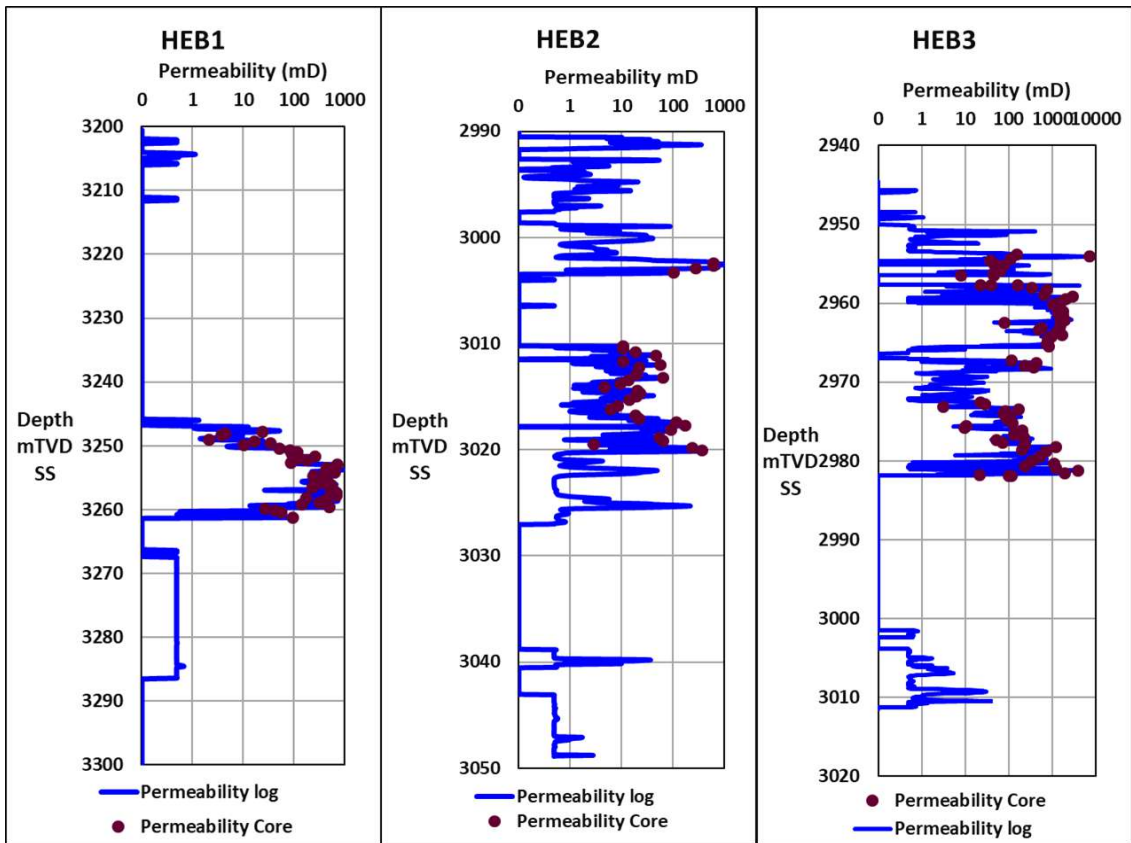 HEB1
Permeability (mD)
0 1 10 100 1000
3200
3210
3220
3230
3240
3250
3260
3270
3280
3290
3300
Depth
mTVD
SS
Permeability log
Permeability Core
HEB2
Permeability mD
0 1 10 100 1000
2990
3000
3010
3020
3030
3040
3050
Depth
mTVD
SS
Permeability log
Permeability Core
HEB3
Permeability (mD)
0 1 10 100 1000 10000
2940
2950
2960
2970
2980
2990
3000
3010
3020
Depth
mTVD
SS
Permeability Core
Permeability log